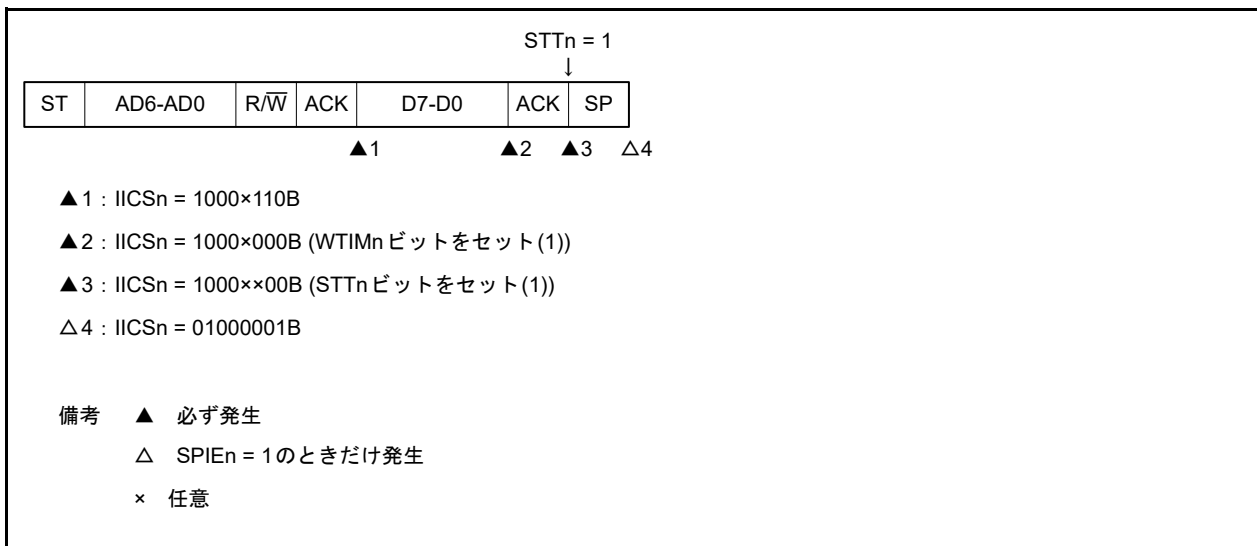 STTn = 1
↓
ST AD6-AD0 R/W̅ ACK D7-D0 ACK SP
▲1 ▲2 ▲3 △4
▲1：IICSn = 1000×110B
▲2：IICSn = 1000×000B (WTIMnビットをセット(1))
▲3：IICSn = 1000××00B (STTnビットをセット(1))
△4：IICSn = 01000001B
備考 ▲ 必ず発生
△ SPIEn = 1のときだけ発生
× 任意